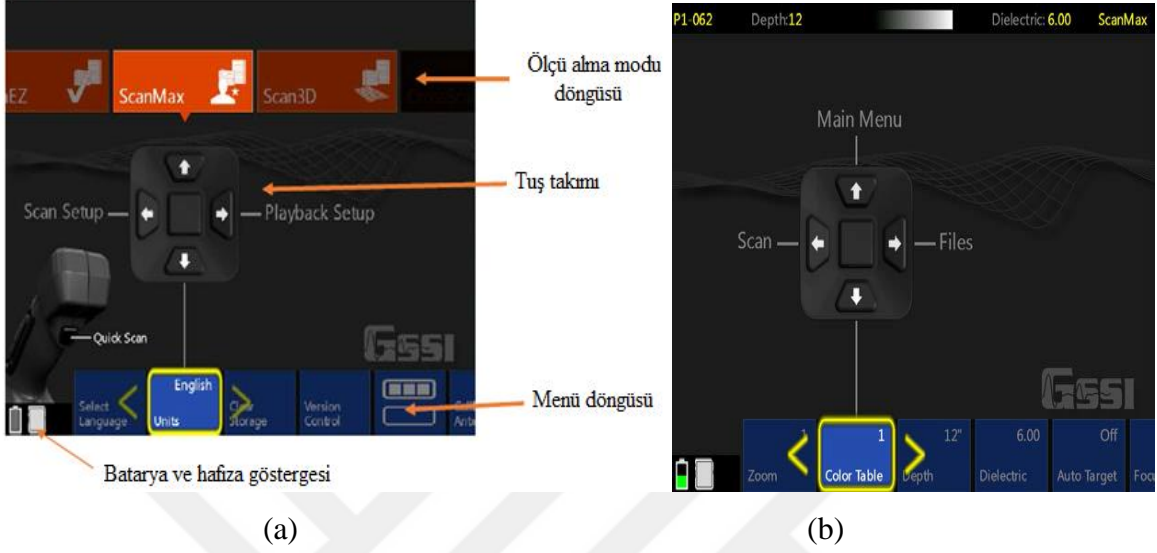 EZ
ScanMax
Scan3D
Ölçü alma modu
döngüsü
Tuş takımı
Scan Setup
Playback Setup
Quick Scan
GSSI
Select
Language
English
Units
Storage
Version
Control
Menü döngüsü
Batarya ve hafıza göstergesi
(a)
P1-062 Depth:12 Dielectric: 6.00 ScanMax
Main Menu
Scan
Files
GSSI
1
Zoom
1
Color Table
12"
Depth
6.00
Dielectric
Off
Auto Target
Focu
(b)